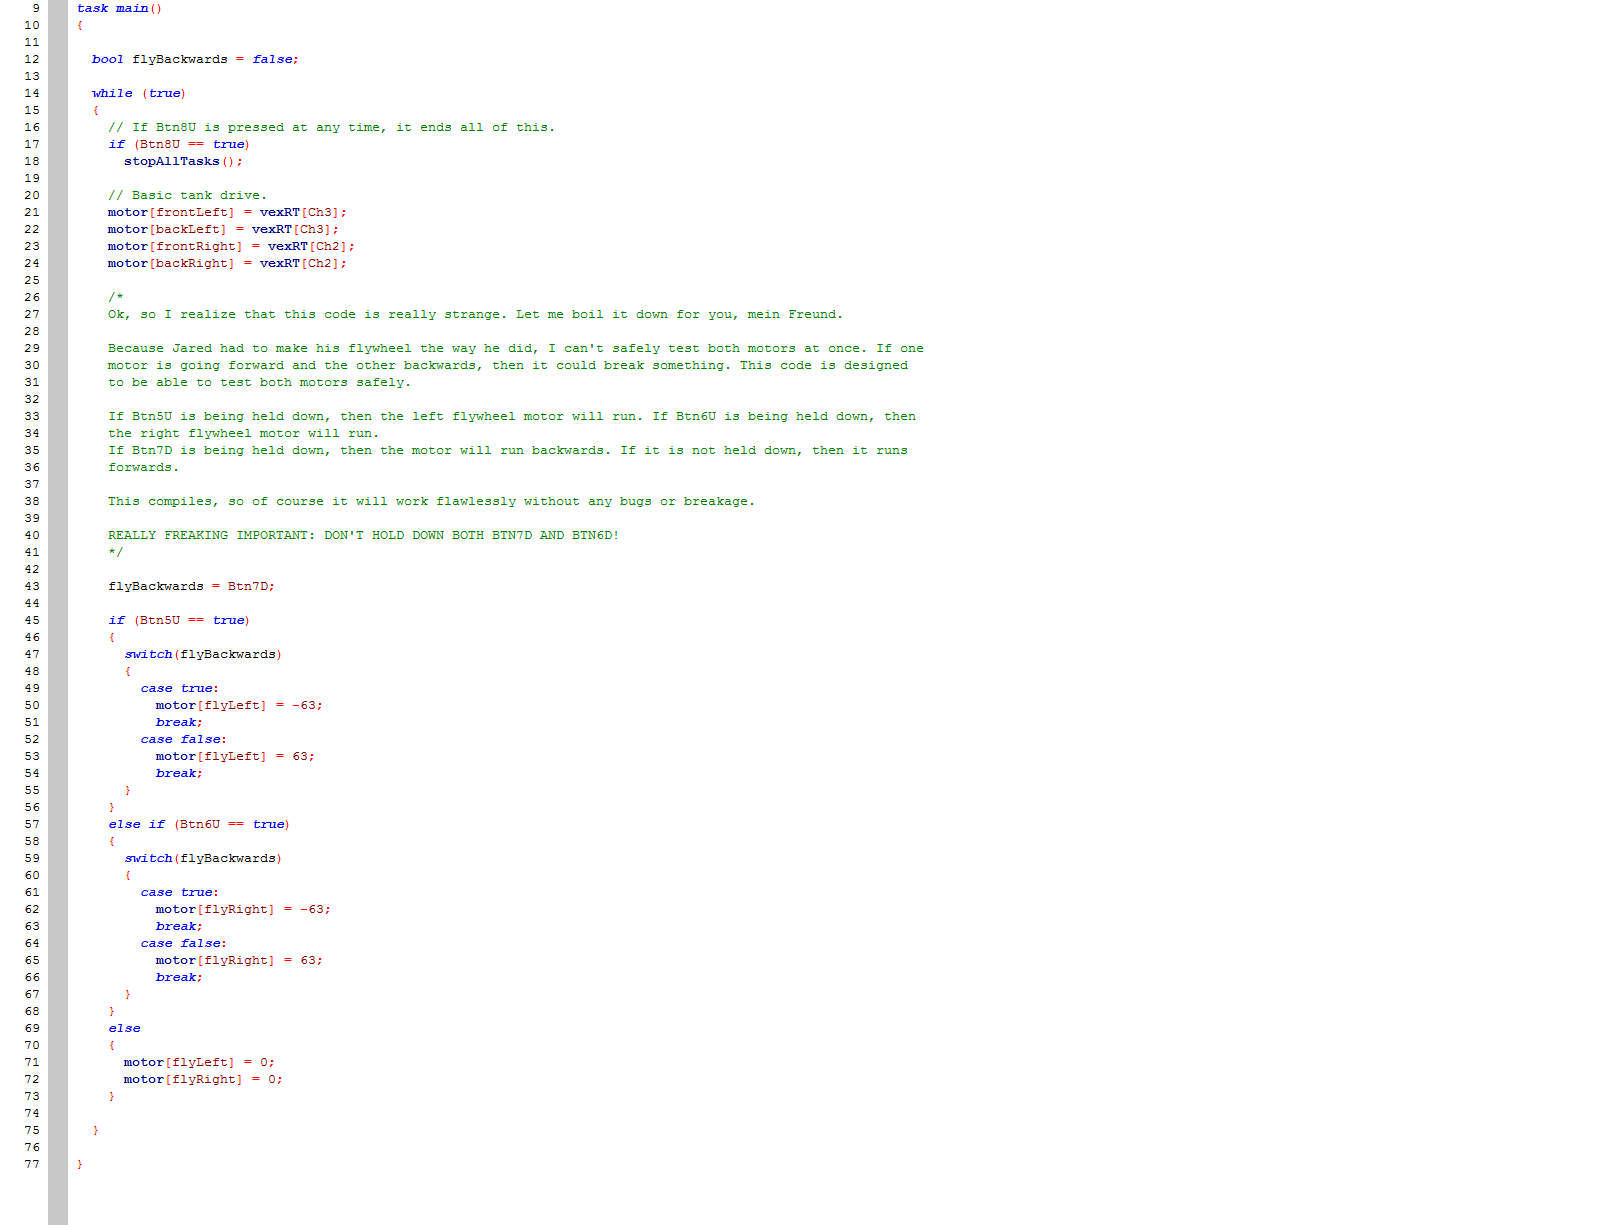 9 task main()
10 {
11
12 bool flyBackwards = false;
13
14 while (true)
15 {
16 // If Btn8U is pressed at any time, it ends all of this.
17 if (Btn8U == true)
18 stopAllTasks();
19
20 // Basic tank drive.
21 motor[frontLeft] = vexRT[Ch3];
22 motor[backLeft] = vexRT[Ch3];
23 motor[frontRight] = vexRT[Ch2];
24 motor[backRight] = vexRT[Ch2];
25
26 /*
27 Ok, so I realize that this code is really strange. Let me boil it down for you, mein Freund.
28
29 Because Jared had to make his flywheel the way he did, I can't safely test both motors at once. If one
30 motor is going forward and the other backwards, then it could break something. This code is designed
31 to be able to test both motors safely.
32
33 If Btn5U is being held down, then the left flywheel motor will run. If Btn6U is being held down, then
34 the right flywheel motor will run.
35 If Btn7D is being held down, then the motor will run backwards. If it is not held down, then it runs
36 forwards.
37
38 This compiles, so of course it will work flawlessly without any bugs or breakage.
39
40 REALLY FREAKING IMPORTANT: DON'T HOLD DOWN BOTH BTN7D AND BTN6D!
41 */
42
43 flyBackwards = Btn7D;
44
45 if (Btn5U == true)
46 {
47 switch(flyBackwards)
48 {
49 case true:
50 motor[flyLeft] = -63;
51 break;
52 case false:
53 motor[flyLeft] = 63;
54 break;
55 }
56 }
57 else if (Btn6U == true)
58 {
59 switch(flyBackwards)
60 {
61 case true:
62 motor[flyRight] = -63;
63 break;
64 case false:
65 motor[flyRight] = 63;
66 break;
67 }
68 }
69 else
70 {
71 motor[flyLeft] = 0;
72 motor[flyRight] = 0;
73 }
74
75 }
76
77 }